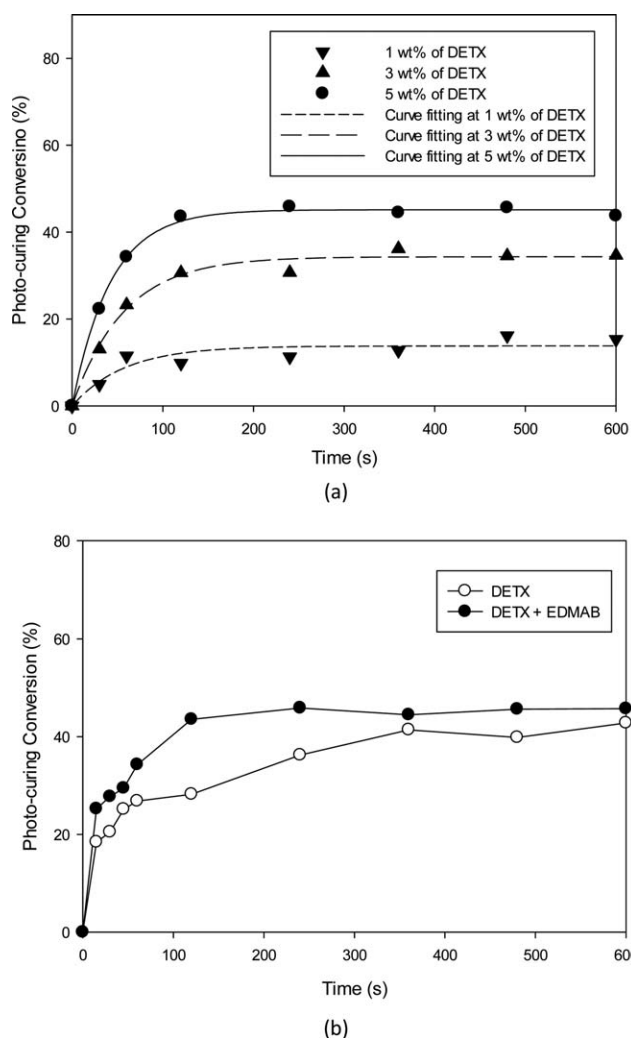 80
60
40
20
0
Photo-curing Conversino (%)
1 wt% of DETX
3 wt% of DETX
5 wt% of DETX
Curve fitting at 1 wt% of DETX
Curve fitting at 3 wt% of DETX
Curve fitting at 5 wt% of DETX
0 100 200 300 400 500 600
Time (s)
(a)
80
60
40
20
0
Photo-curing Conversion (%)
DETX
DETX + EDMAB
0 100 200 300 400 500 600
Time (s)
(b)